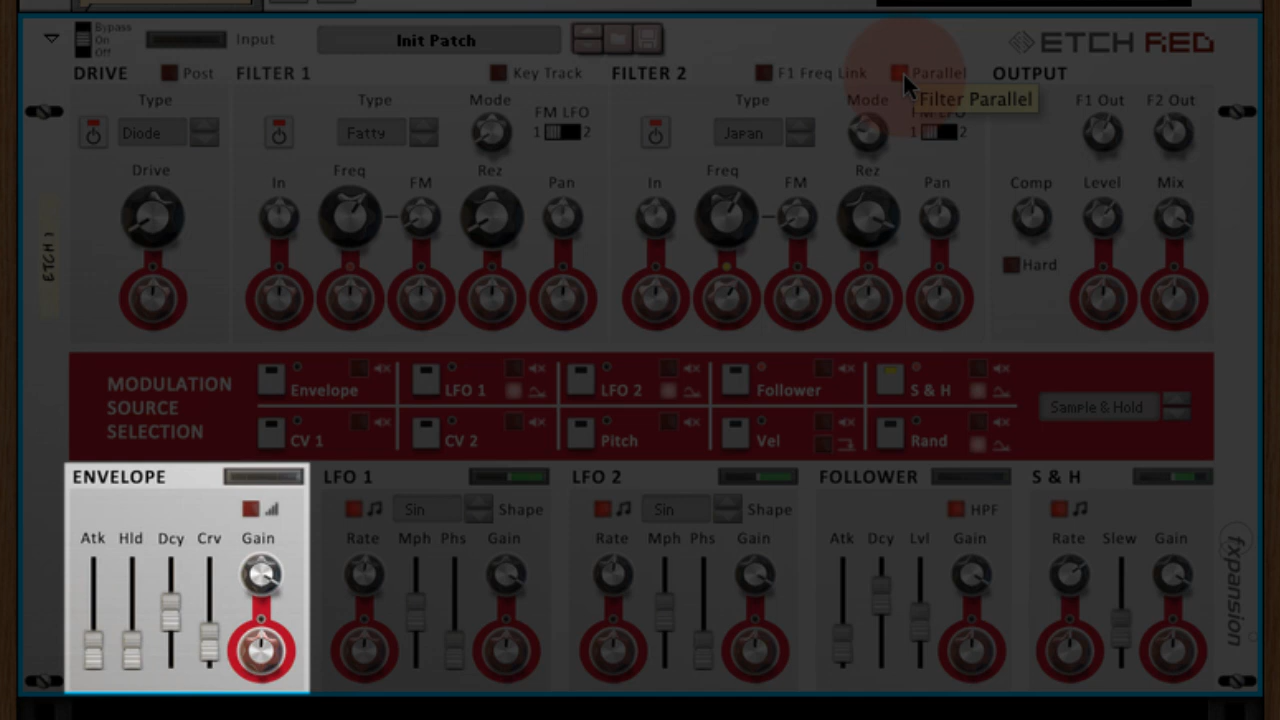 Bypass
On
Off
Input
Init Patch
ETCH RED
DRIVE
Post
FILTER 1
Key Track
FILTER 2
F1 Freq Link
Parallel
OUTPUT
Filter Parallel
Type
Type
Mode
FM LFO
Type
Mode
FM LFO
F1 Out
F2 Out
Diode
Fatty
1
2
Japan
1
2
Drive
In
Freq
FM
Rez
Pan
In
Freq
FM
Rez
Pan
Comp
Level
Mix
Hard
ETCH 1
MODULATION
SOURCE
SELECTION
Envelope
LFO 1
LFO 2
Follower
S & H
Sample & Hold
CV 1
CV 2
Pitch
Vel
Rand
ENVELOPE
LFO 1
LFO 2
FOLLOWER
S & H
Sin
Shape
Sin
Shape
HPF
Atk
Hld
Dcy
Crv
Gain
Rate
Mph
Phs
Gain
Rate
Mph
Phs
Gain
Atk
Dcy
Lvl
Gain
Rate
Slew
Gain
fxpansion